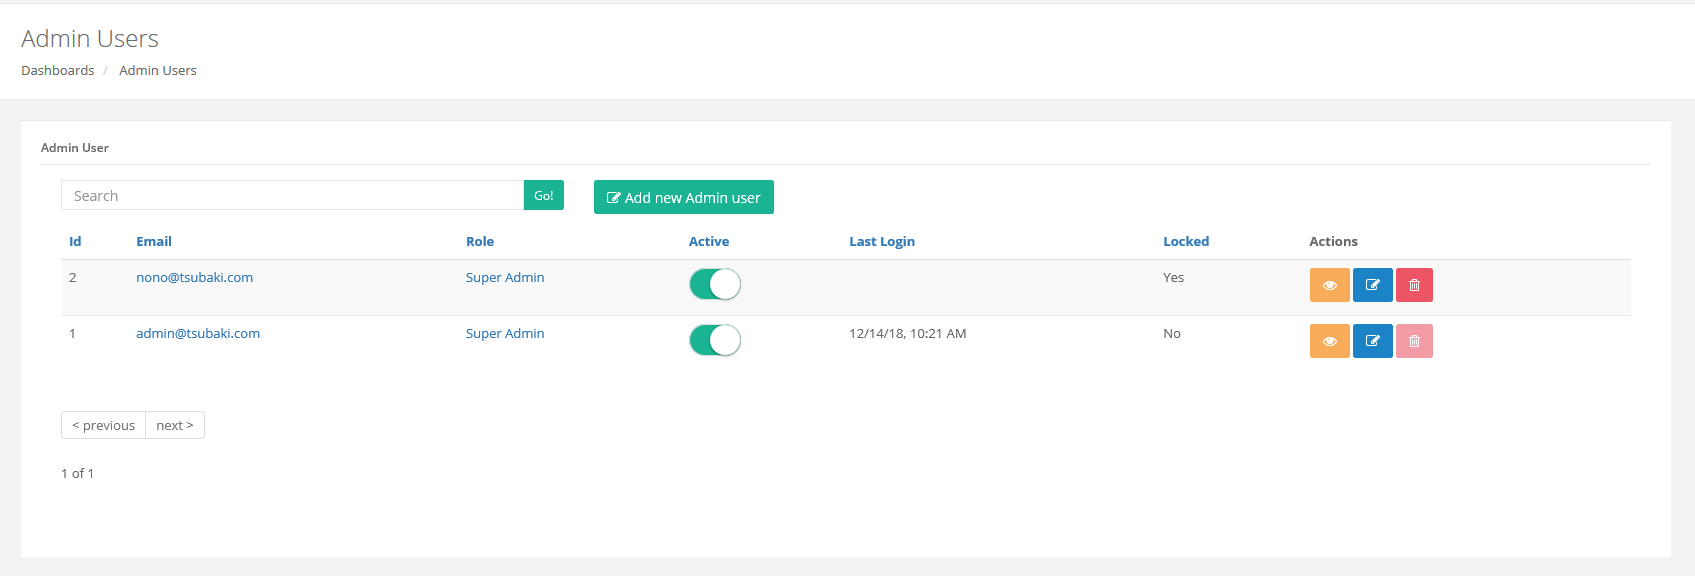 Admin Users
Dashboards / Admin Users
Admin User
Search Go! Add new Admin user
Id Email Role Active Last Login Locked Actions
2 nono@tsubaki.com Super Admin Yes
1 admin@tsubaki.com Super Admin 12/14/18, 10:21 AM No
< previous next >
1 of 1